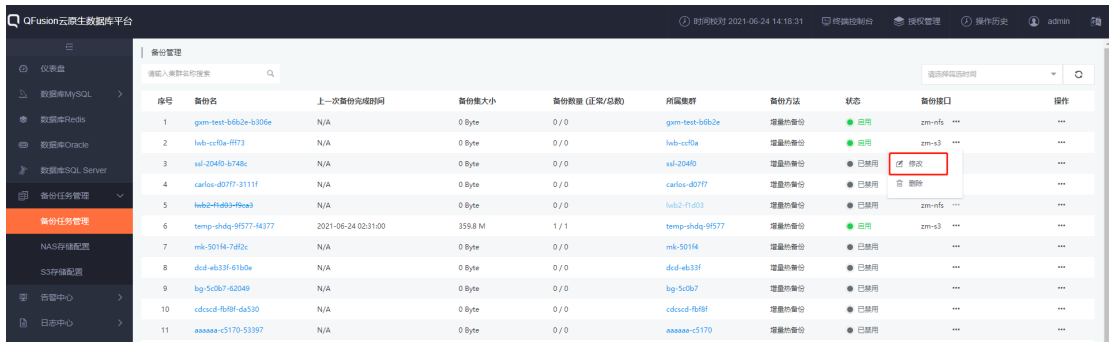 QFusion云原生数据库平台 时间校对 2021-06-24 14:18:31 终端控制台 授权管理 操作历史 admin
备份管理
仪表盘 请输入集群名称搜索 请选择筛选时间
数据库MySQL
序号 备份名 上一次备份完成时间 备份集大小 备份数量 (正常/总数) 所属集群 备份方法 状态 备份接口 操作
数据库Redis 1 gxm-test-b6b2e-b306e N/A 0 Byte 0 / 0 gxm-test-b6b2e 增量热备份 启用 zm-nfs ···
数据库Oracle 2 lwb-ccf0a-fff73 N/A 0 Byte 0 / 0 lwb-ccf0a 增量热备份 启用 zm-s3 ···
数据库SQL Server 3 ssl-204f0-b748c N/A 0 Byte 0 / 0 ssl-204f0 增量热备份 已禁用 修改
备份任务管理 4 carlos-d07f7-3111f N/A 0 Byte 0 / 0 carlos-d07f7 增量热备份 已禁用 删除
5 lwb2-f1d03-f9ca3 N/A 0 Byte 0 / 0 lwb2-f1d03 增量热备份 已禁用 zm-nfs ···
备份任务管理 6 temp-shdq-9f577-f4377 2021-06-24 02:31:00 359.8 M 1 / 1 temp-shdq-9f577 增量热备份 启用 zm-s3 ···
NAS存储配置 7 mk-501f4-7df2c N/A 0 Byte 0 / 0 mk-501f4 增量热备份 已禁用
S3存储配置 8 dcd-eb33f-61b0e N/A 0 Byte 0 / 0 dcd-eb33f 增量热备份 已禁用
告警中心 9 bg-5c0b7-62049 N/A 0 Byte 0 / 0 bg-5c0b7 增量热备份 已禁用
10 cdcscd-fbf8f-da530 N/A 0 Byte 0 / 0 cdcscd-fbf8f 增量热备份 已禁用
日志中心 11 aaaaaa-c5170-53397 N/A 0 Byte 0 / 0 aaaaaa-c5170 增量热备份 已禁用